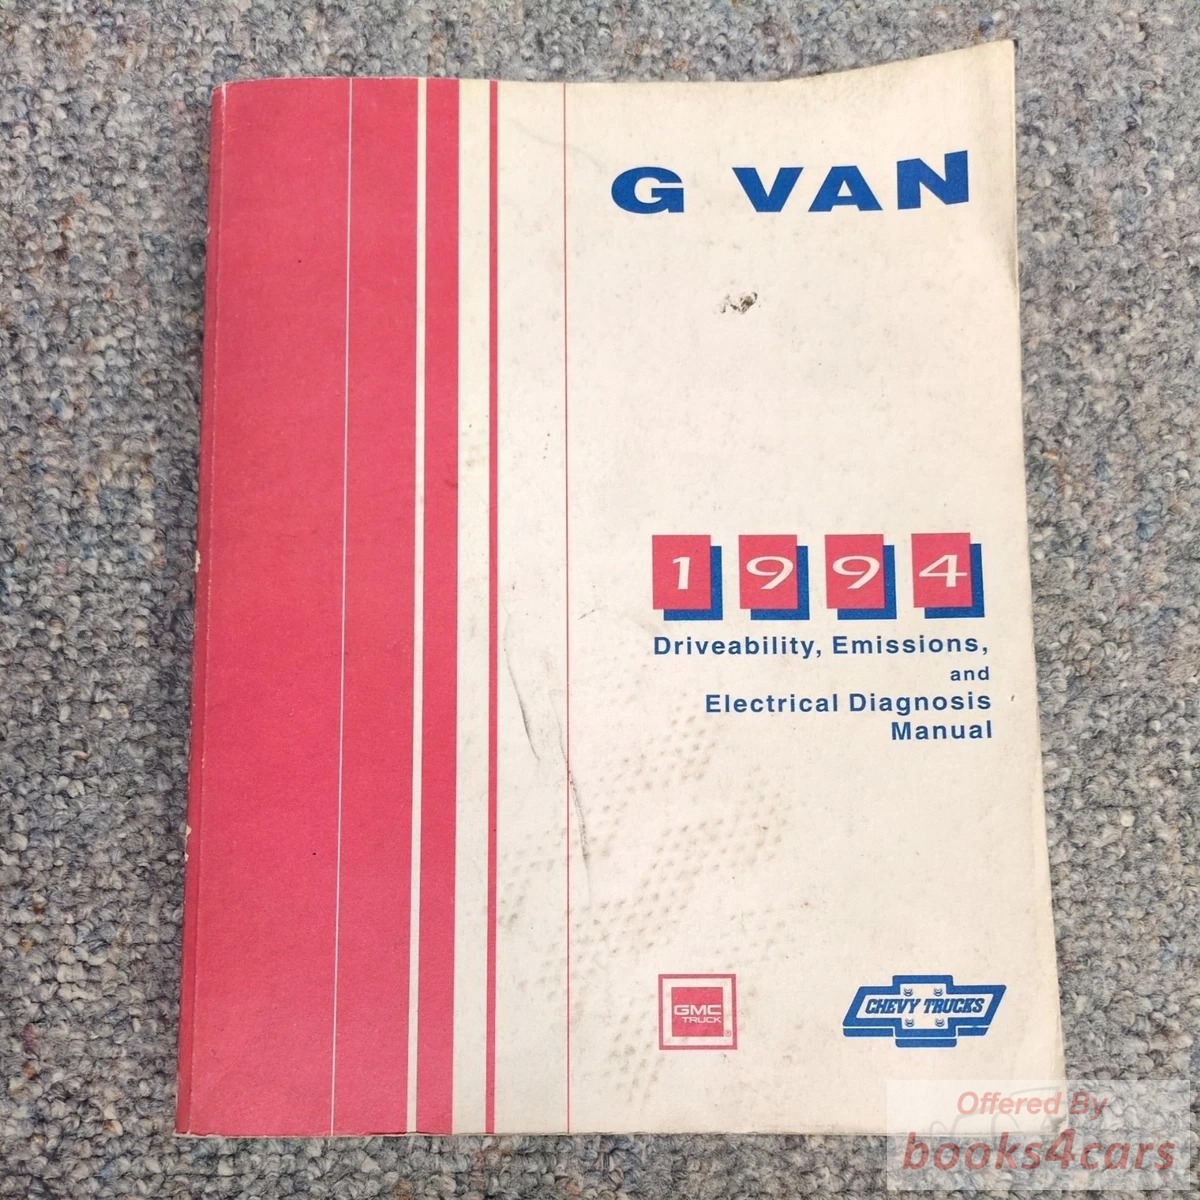 G VAN
1994
Driveability, Emissions,
and
Electrical Diagnosis
Manual
GMC
TRUCK
®
CHEVY TRUCKS
Offered By
books4cars